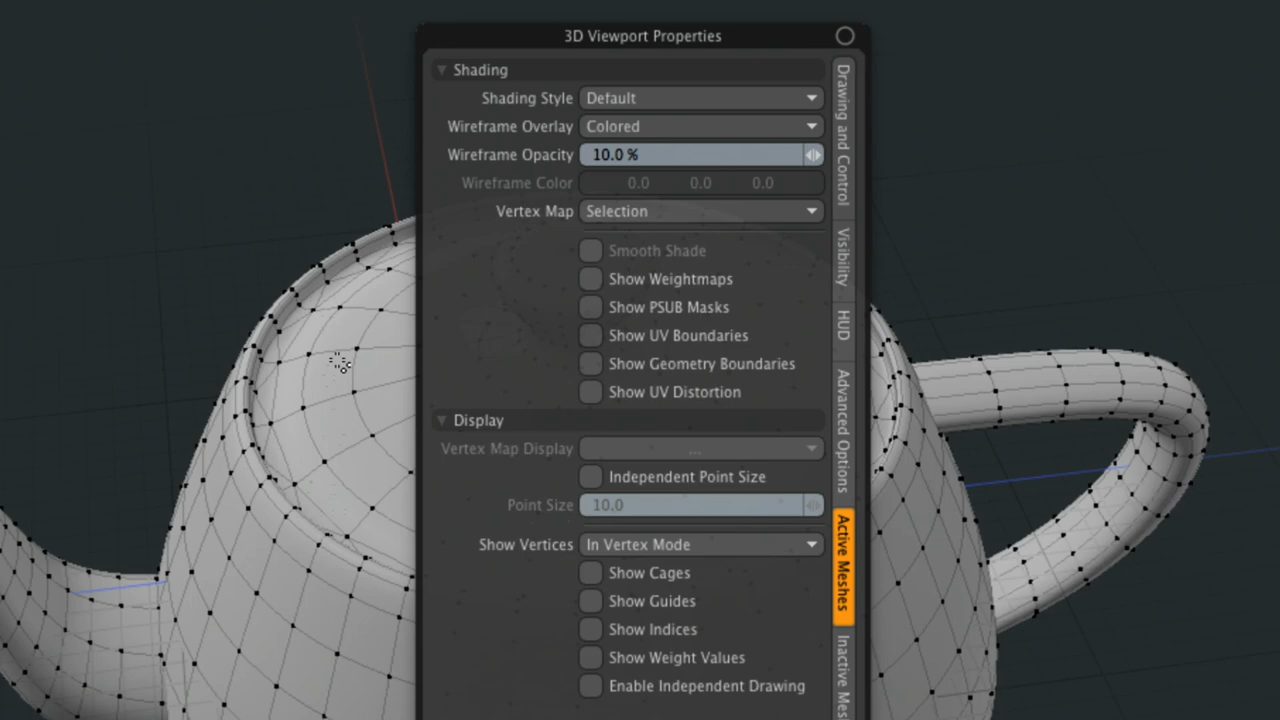 3D Viewport Properties
Shading
Shading Style Default
Wireframe Overlay Colored
Wireframe Opacity 10.0 %
Wireframe Color 0.0 0.0 0.0
Vertex Map Selection
Smooth Shade
Show Weightmaps
Show PSUB Masks
Show UV Boundaries
Show Geometry Boundaries
Show UV Distortion
Display
Vertex Map Display ...
Independent Point Size
Point Size 10.0
Show Vertices In Vertex Mode
Show Cages
Show Guides
Show Indices
Show Weight Values
Enable Independent Drawing
Drawing and Control
Visibility
HUD
Advanced Options
Active Meshes
Inactive Mes